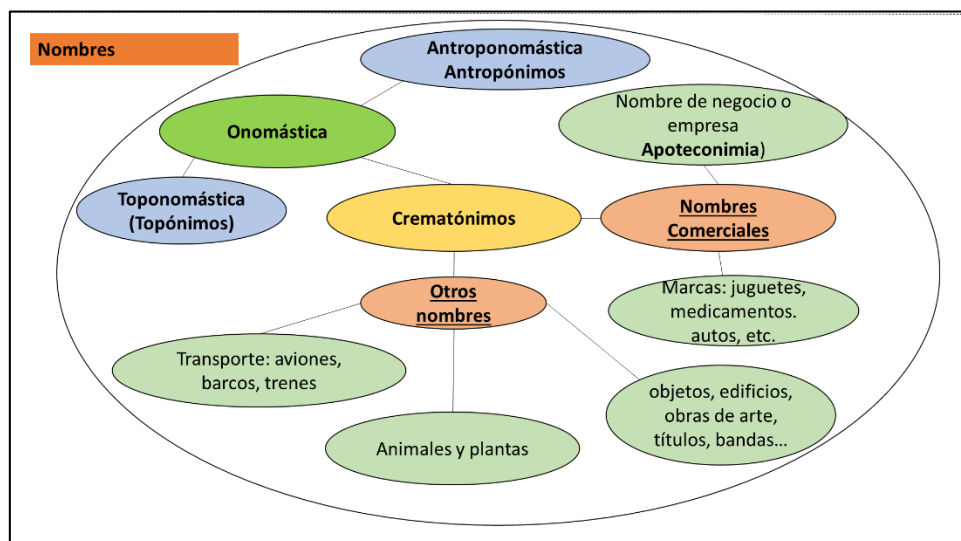 Nombres
Antroponomástica
Antropónimos
Nombre de negocio o
empresa
Apoteconimia)
Onomástica
Toponomástica
(Topónimos)
Crematónimos
Nombres
Comerciales
Otros
nombres
Marcas: juguetes,
medicamentos.
autos, etc.
Transporte: aviones,
barcos, trenes
objetos, edificios,
obras de arte,
títulos, bandas...
Animales y plantas